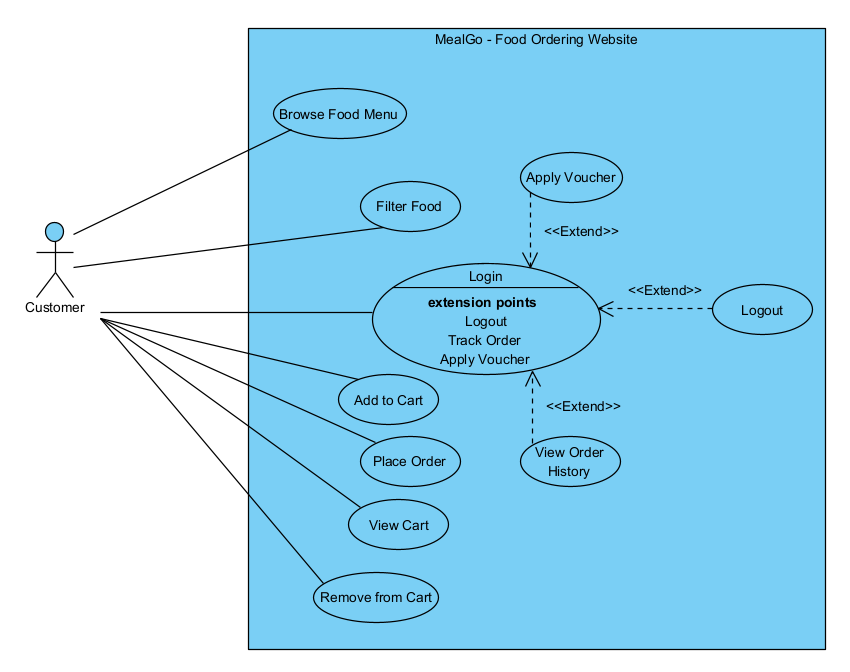 MealGo - Food Ordering Website
Browse Food Menu
Apply Voucher
Filter Food
<<Extend>>
Customer
Login
extension points
Logout
Track Order
Apply Voucher
<<Extend>>
Logout
Add to Cart
<<Extend>>
Place Order
View Order
History
View Cart
Remove from Cart